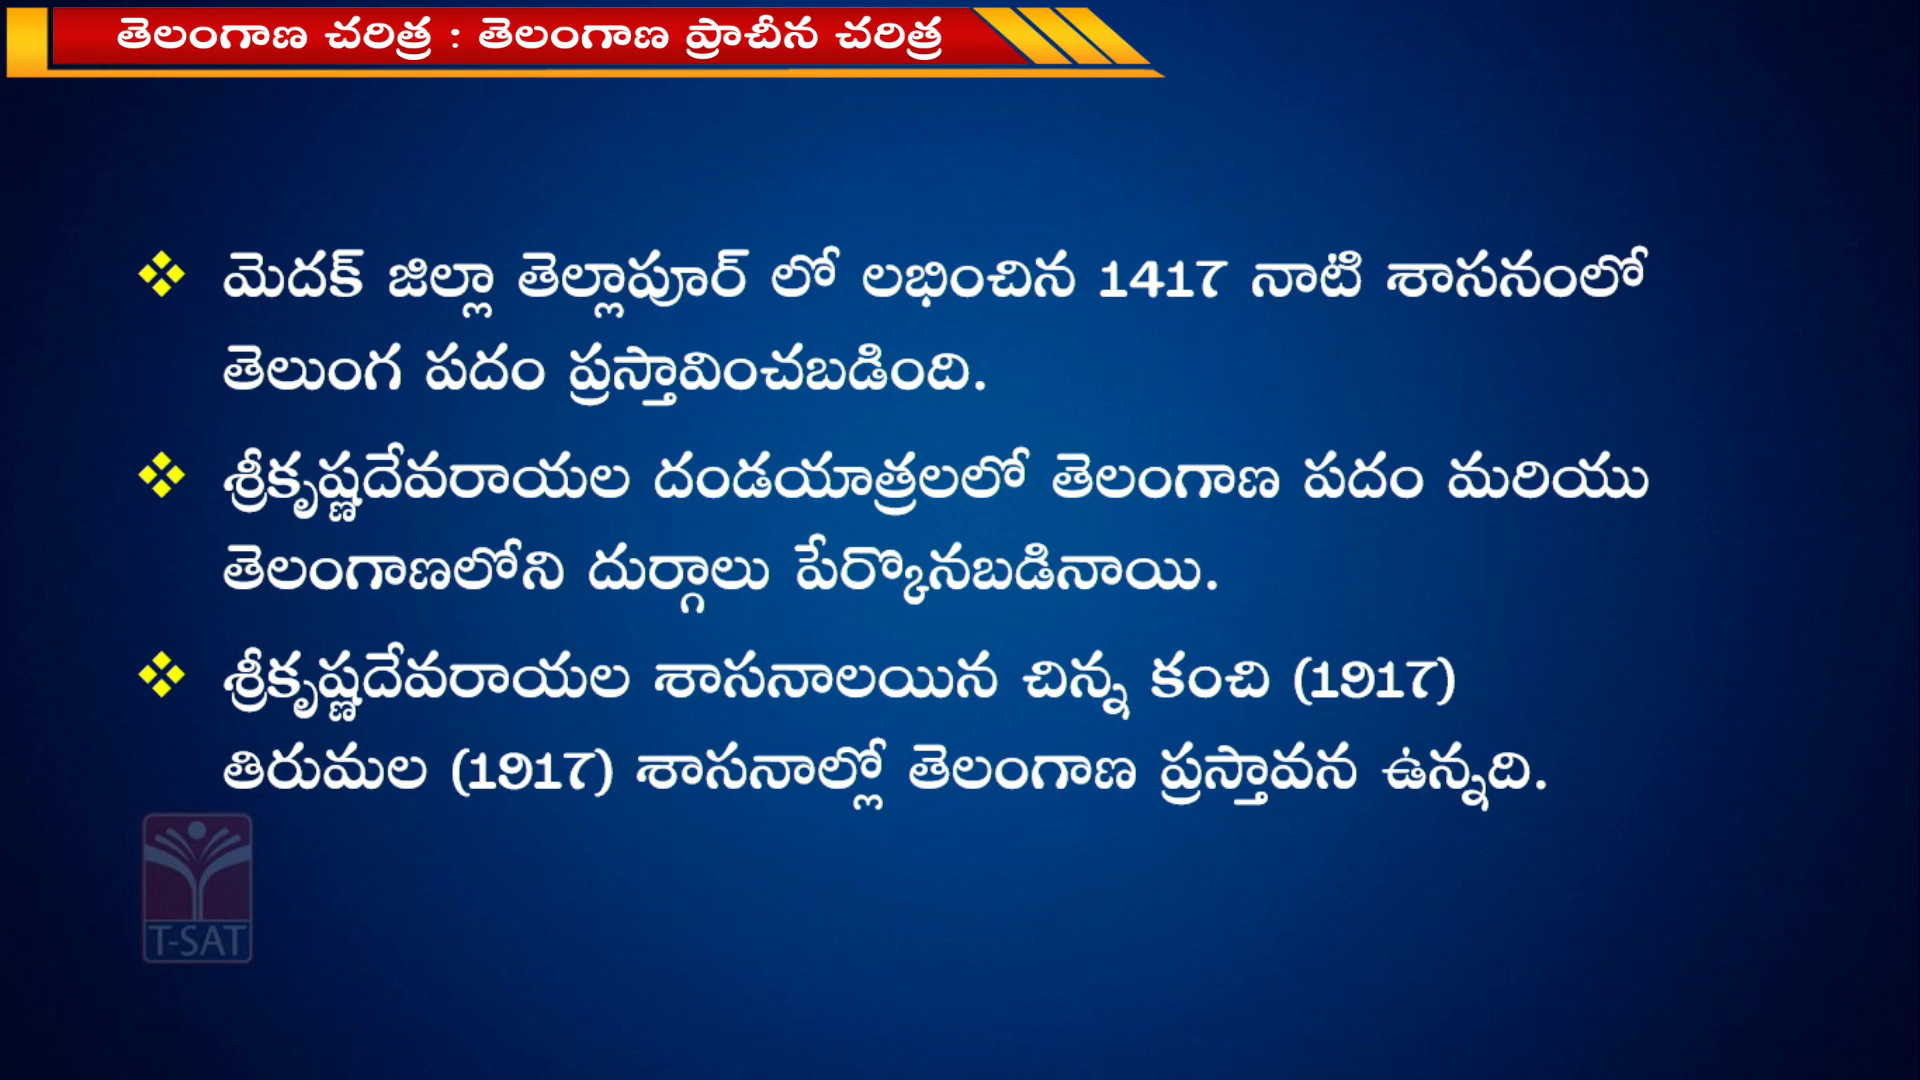 తెలంగాణ చరిత్ర : తెలంగాణ ప్రాచీన చరిత్ర
❖ మెదక్ జిల్లా తెల్లాపూర్ లో లభించిన 1417 నాటి శాసనంలో
తెలుంగ పదం ప్రస్తావించబడింది.
❖ శ్రీకృష్ణదేవరాయల దండయాత్రలలో తెలంగాణ పదం మరియు
తెలంగాణలోని దుర్గాలు పేర్కొనబడినాయి.
❖ శ్రీకృష్ణదేవరాయల శాసనాలయిన చిన్న కంచి (1917)
తిరుమల (1917) శాసనాల్లో తెలంగాణ ప్రస్తావన ఉన్నది.
T-SAT